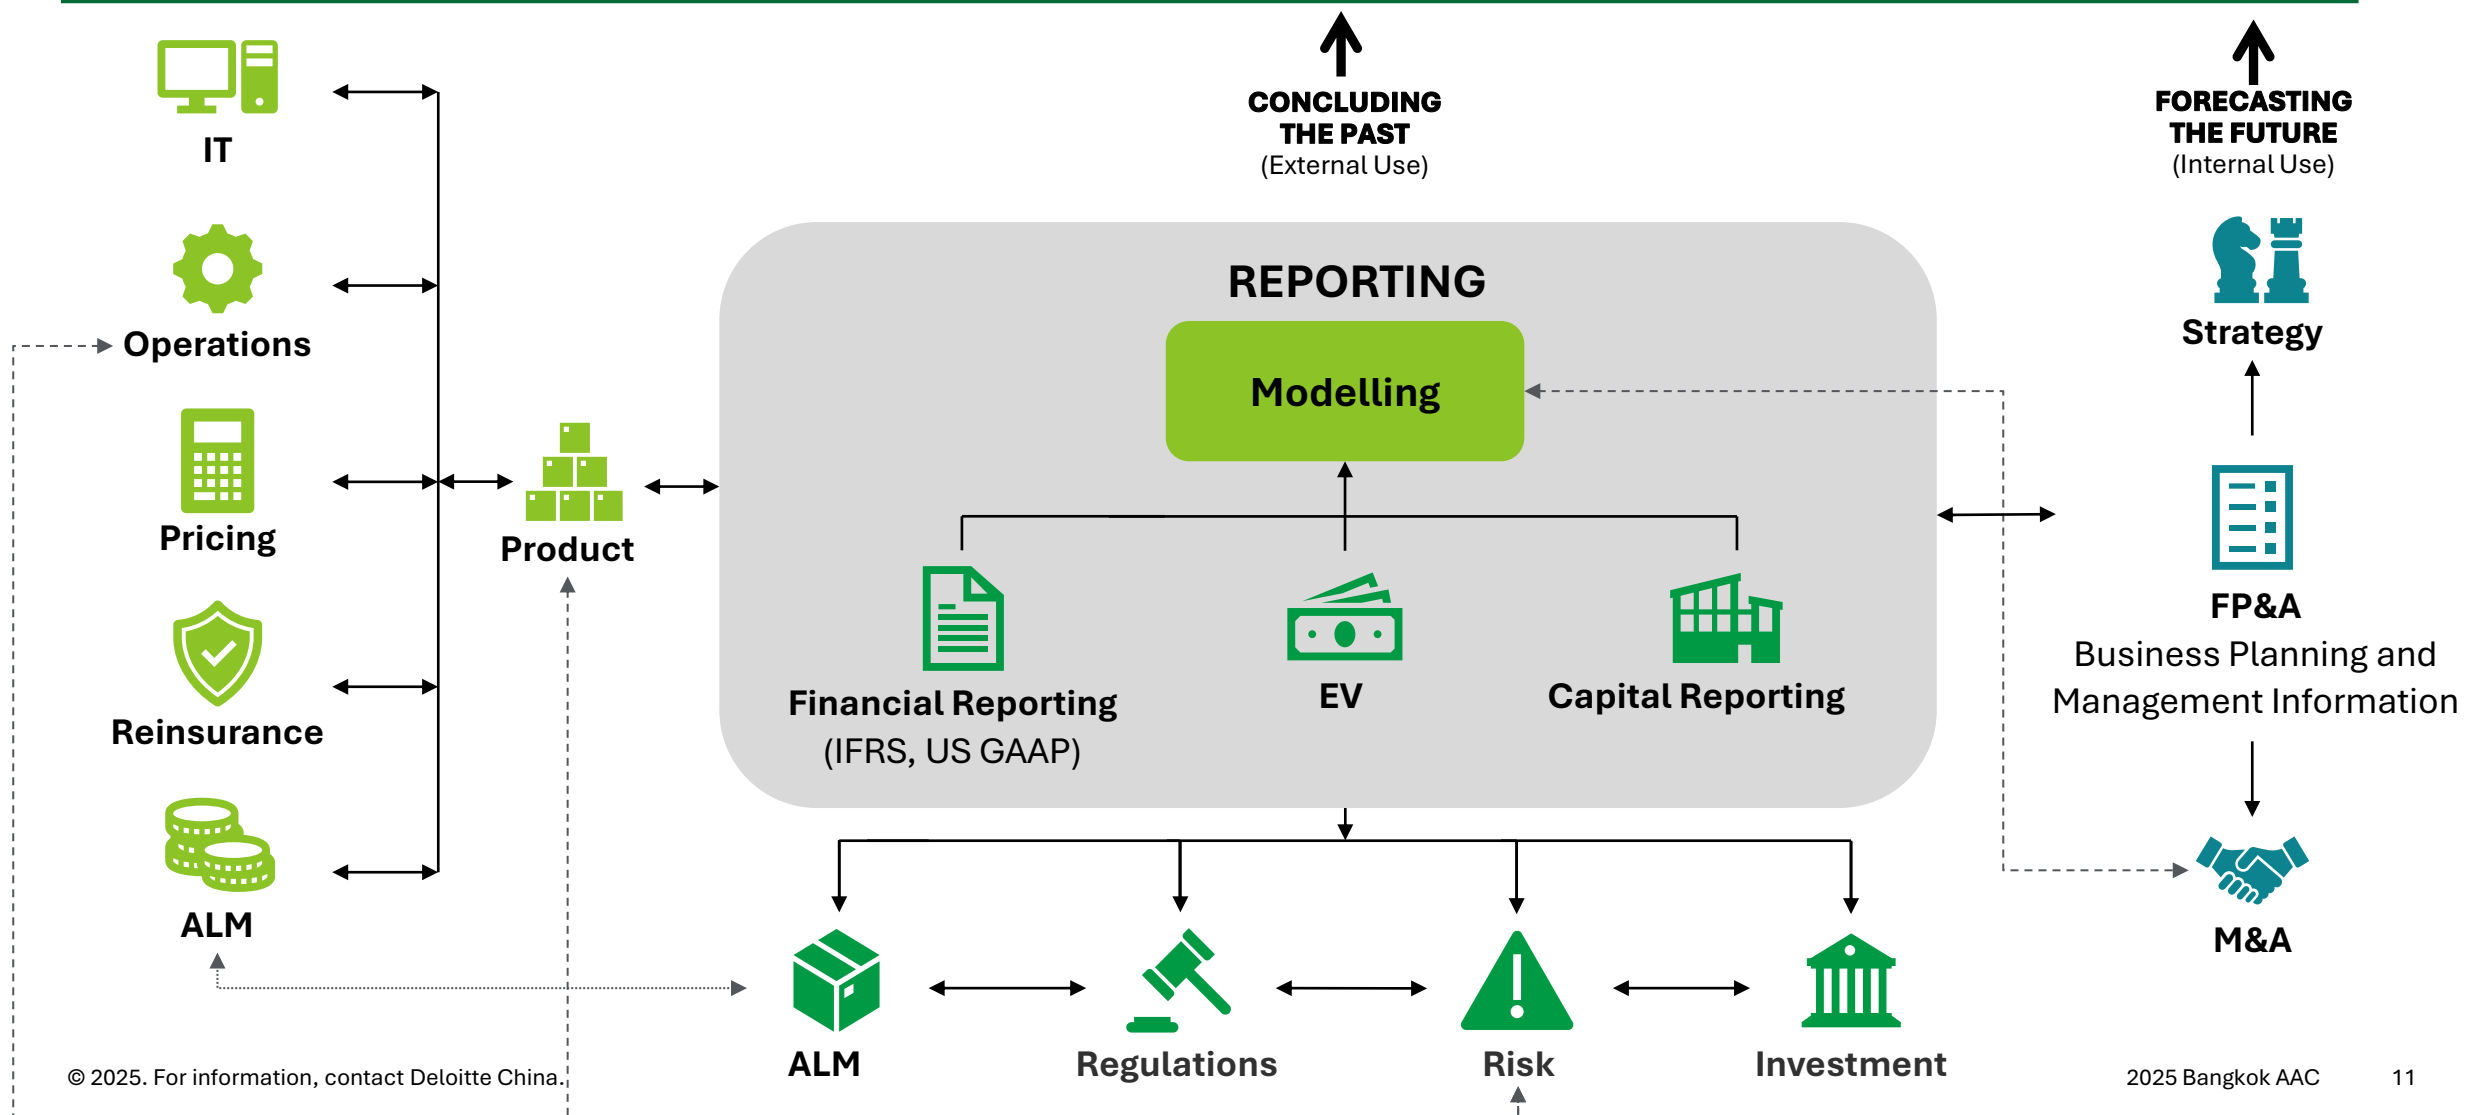 CONCLUDING
THE PAST
(External Use)
FORECASTING
THE FUTURE
(Internal Use)
IT
Operations
Pricing
Reinsurance
ALM
Product
REPORTING
Modelling
Financial Reporting
(IFRS, US GAAP)
EV
Capital Reporting
Strategy
FP&A
Business Planning and
Management Information
M&A
ALM
Regulations
Risk
Investment
© 2025. For information, contact Deloitte China.
2025 Bangkok AAC
11